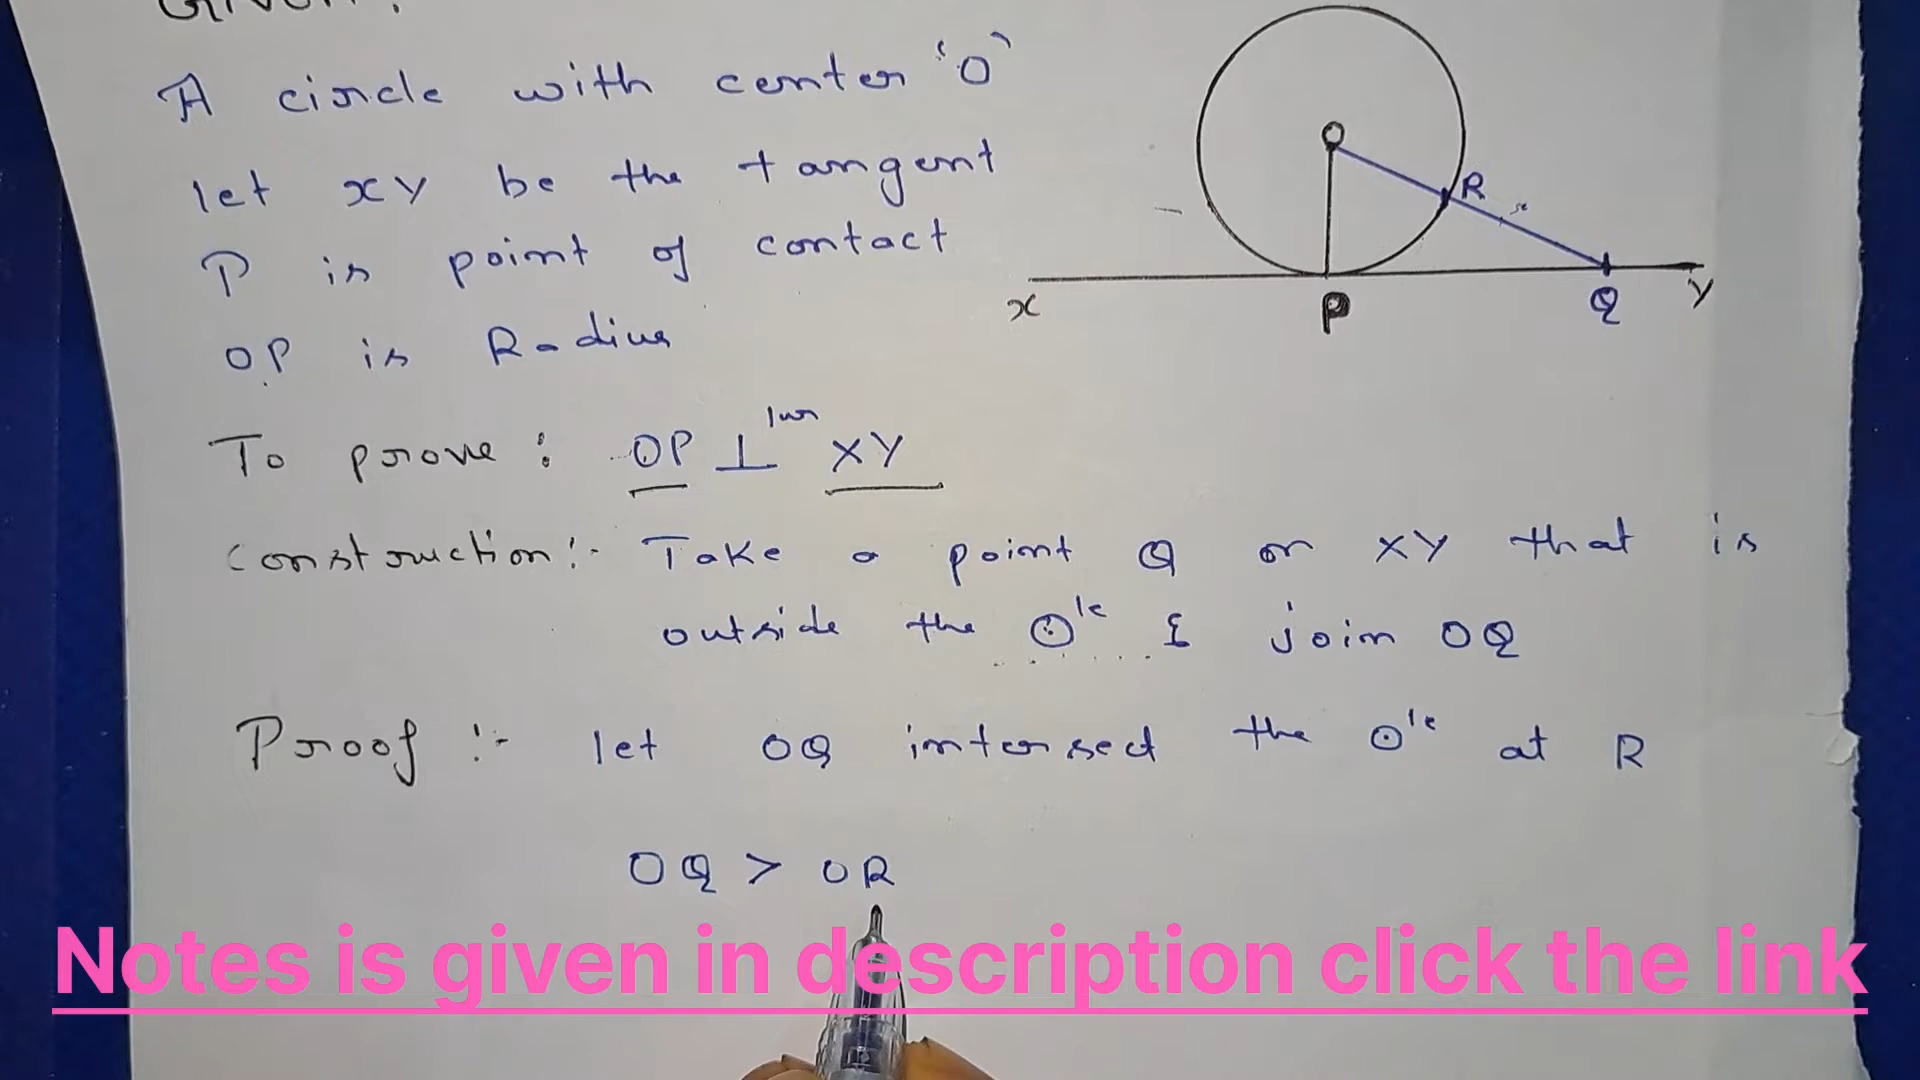 Given:
A circle with center 'O'
let XY be the tangent
P is point of contact
OP is Radius
O
R
X
P
Q
Y
To prove : OP ⊥ lar XY
Construction:- Take a point Q on XY that is
outside the ⊙le & join OQ
Proof :- let OQ intersect the ⊙le at R
OQ > OR
Notes is given in description click the link